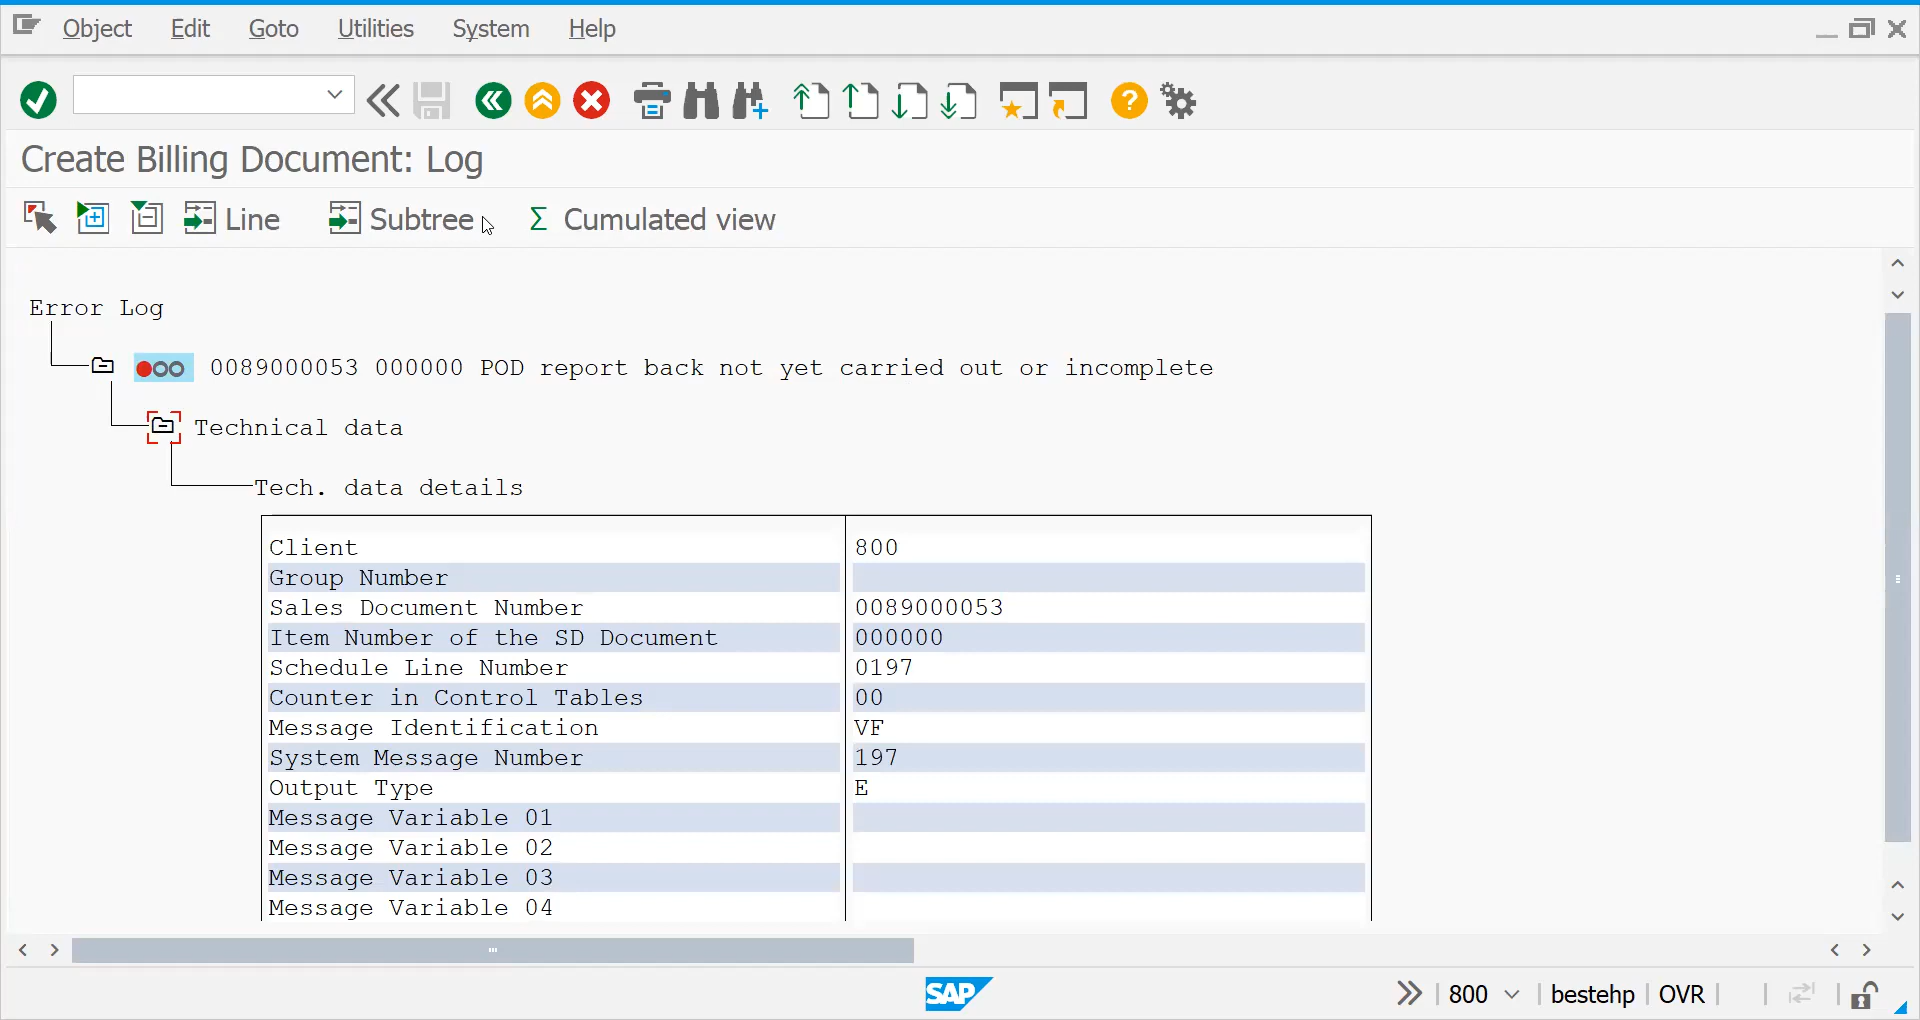 Object Edit Goto Utilities System Help
Create Billing Document: Log
Line Subtree Σ Cumulated view
Error Log
0089000053 000000 POD report back not yet carried out or incomplete
Technical data
Tech. data details
Client 800
Group Number
Sales Document Number 0089000053
Item Number of the SD Document 000000
Schedule Line Number 0197
Counter in Control Tables 00
Message Identification VF
System Message Number 197
Output Type E
Message Variable 01
Message Variable 02
Message Variable 03
Message Variable 04
SAP 800 bestehp OVR